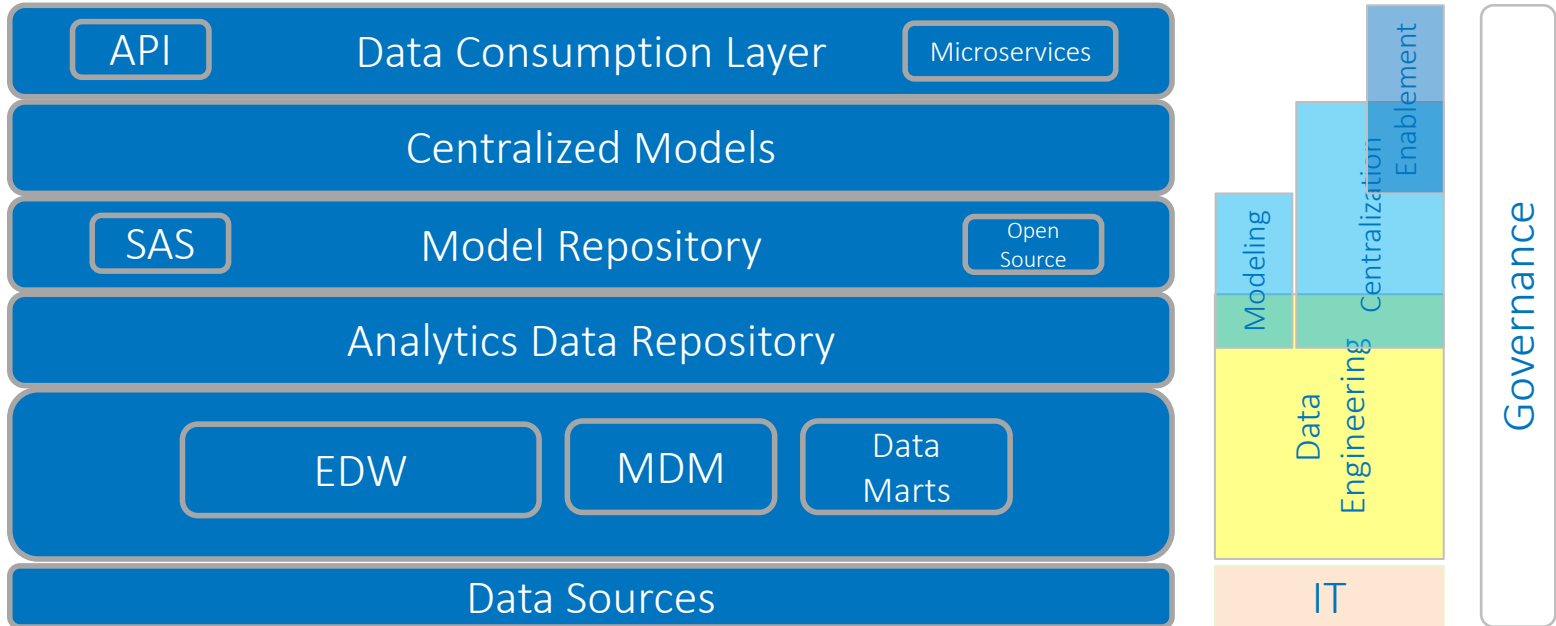 API
Data Consumption Layer
Microservices
Centralized Models
SAS
Model Repository
Open
Source
Analytics Data Repository
EDW
MDM
Data
Marts
Data Sources
Enablement
Centralization
Modeling
Data
Engineering
IT
Governance